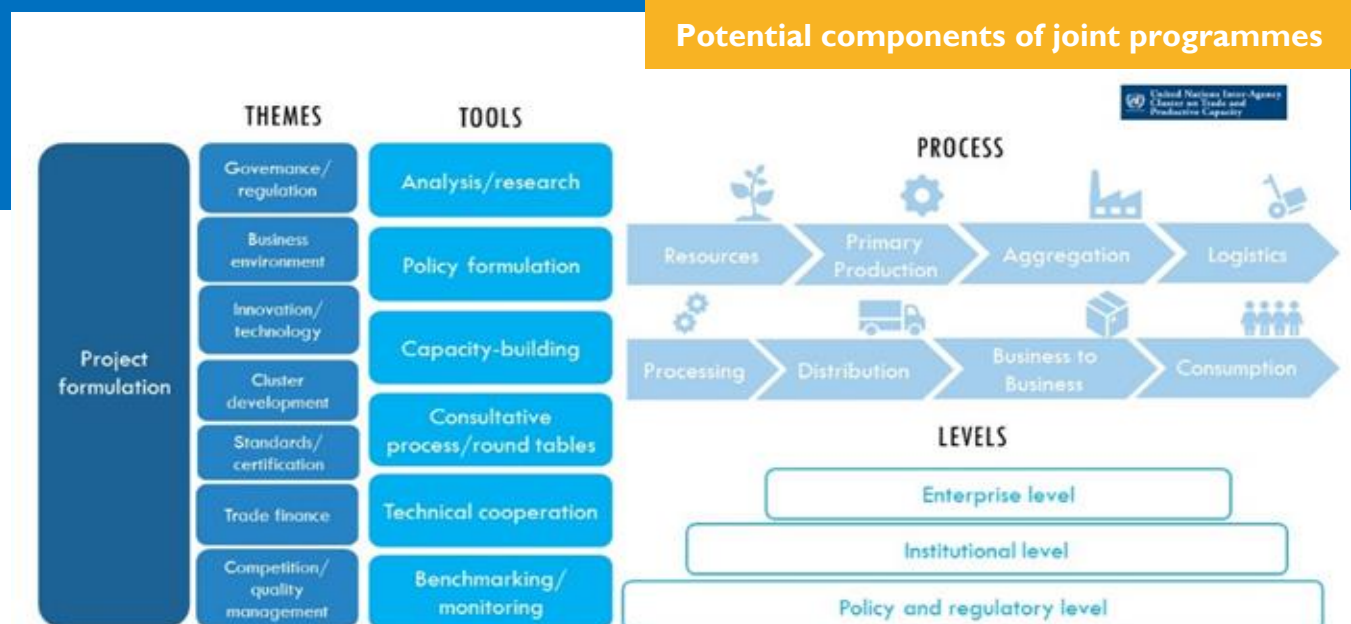 Potential components of joint programmes
United Nations Inter-Agency
Cluster on Trade and
Productive Capacity
THEMES
TOOLS
PROCESS
Project
formulation
Governance/
regulation
Business
environment
Innovation/
technology
Cluster
development
Standards/
certification
Trade finance
Competition/
quality
management
Analysis/research
Policy formulation
Capacity-building
Consultative
process/round tables
Technical cooperation
Benchmarking/
monitoring
Resources
Primary
Production
Aggregation
Logistics
Processing
Distribution
Business to
Business
Consumption
LEVELS
Enterprise level
Institutional level
Policy and regulatory level